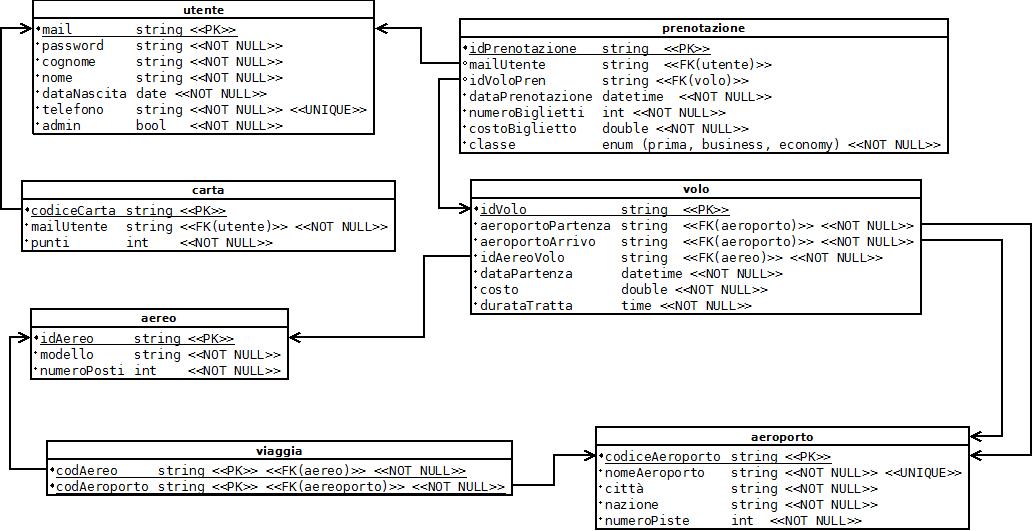 utente
mail string <<PK>>
password string <<NOT NULL>>
cognome string <<NOT NULL>>
nome string <<NOT NULL>>
dataNascita date <<NOT NULL>>
telefono string <<NOT NULL>> <<UNIQUE>>
admin bool <<NOT NULL>>
prenotazione
idPrenotazione string <<PK>>
mailUtente string <<FK(utente)>>
idVoloPren string <<FK(volo)>>
dataPrenotazione datetime <<NOT NULL>>
numeroBiglietti int <<NOT NULL>>
costoBiglietto double <<NOT NULL>>
classe enum (prima, business, economy) <<NOT NULL>>
carta
codiceCarta string <<PK>>
mailUtente string <<FK(utente)>> <<NOT NULL>>
punti int <<NOT NULL>>
volo
idVolo string <<PK>>
aeroportoPartenza string <<FK(aeroporto)>> <<NOT NULL>>
aeroportoArrivo string <<FK(aeroporto)>> <<NOT NULL>>
idAereoVolo string <<FK(aereo)>> <<NOT NULL>>
dataPartenza datetime <<NOT NULL>>
costo double <<NOT NULL>>
durataTratta time <<NOT NULL>>
aereo
idAereo string <<PK>>
modello string <<NOT NULL>>
numeroPosti int <<NOT NULL>>
viaggia
codAereo string <<PK>> <<FK(aereo)>> <<NOT NULL>>
codAeroporto string <<PK>> <<FK(aereoporto)>> <<NOT NULL>>
aeroporto
codiceAeroporto string <<PK>>
nomeAeroporto string <<NOT NULL>> <<UNIQUE>>
città string <<NOT NULL>>
nazione string <<NOT NULL>>
numeroPiste int <<NOT NULL>>